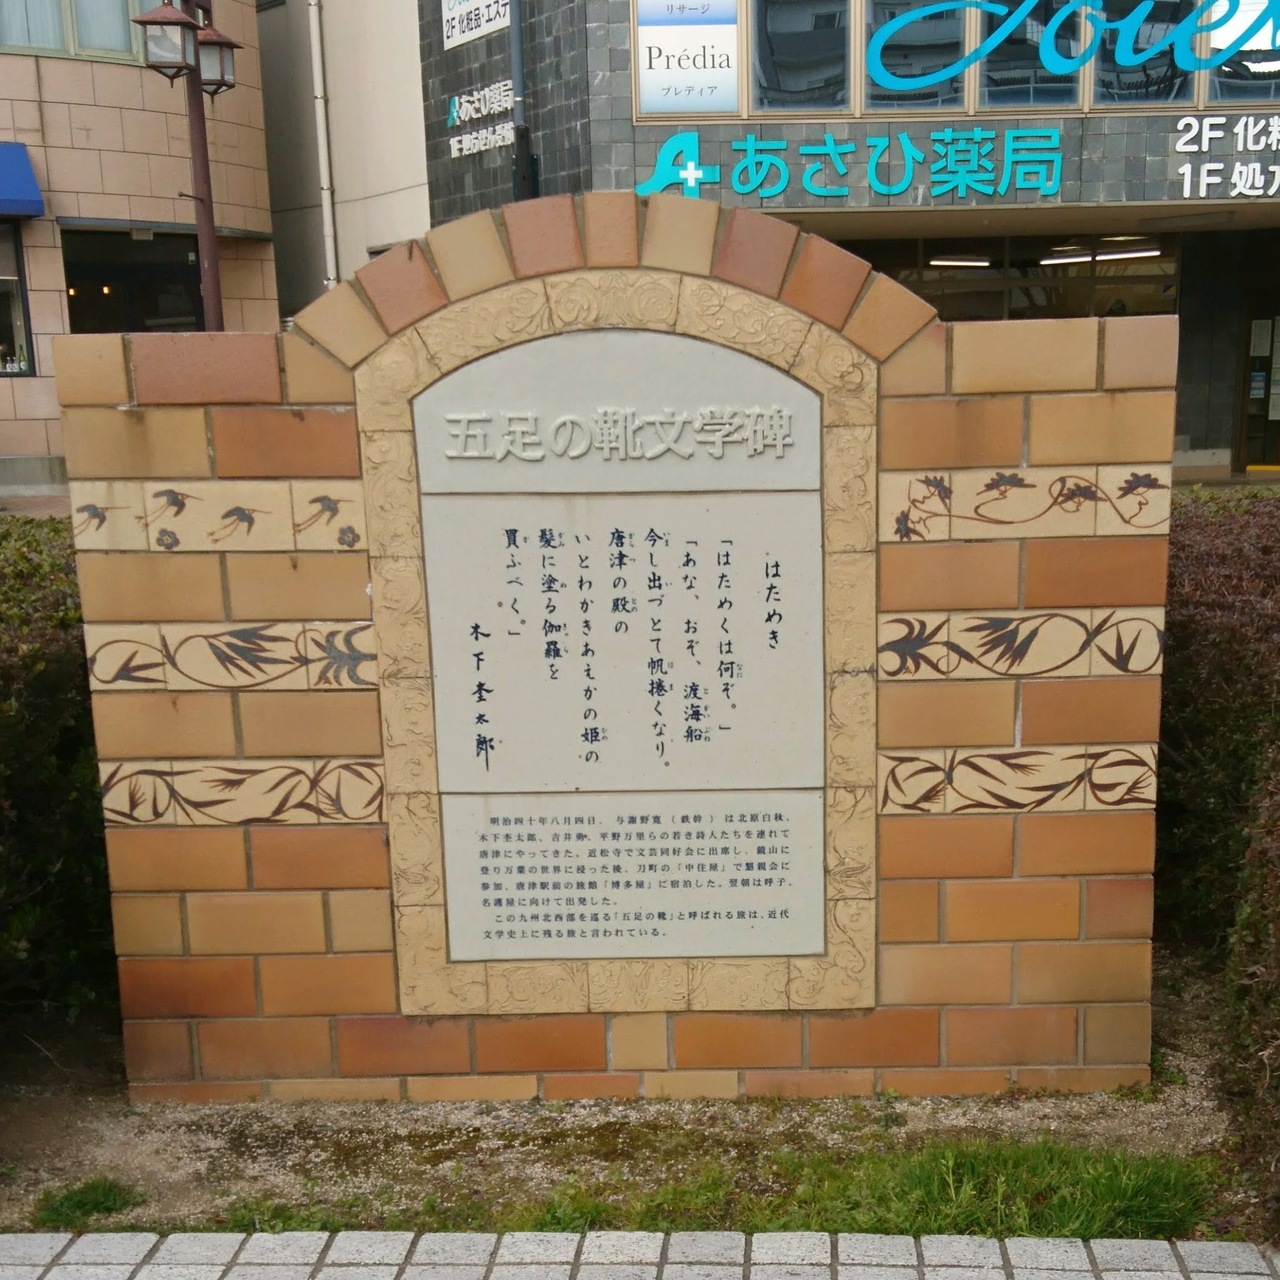 2F 化粧品・エステ
あさひ薬局
リサージ
Prédia
プレディア
あさひ薬局
2F 化粧
1F 処方
五足の靴文学碑
はためき
「はためくは何ぞ。」
「あな、おぞ、渡海船
今し出づとて帆捲くなり。
唐津の殿の
いとわかきあえかの姫の
髪に塗る伽羅を
買ふべく。」
木下杢太郎
明治四十年八月四日、与謝野寛(鉄幹)は北原白秋、
木下杢太郎、吉井勇、平野万里らの若き詩人たちを連れて
唐津にやってきた。近松寺で文芸同好会に出席し、鏡山に
登り万葉の世界に浸った後、刀町の「中住屋」で懇親会に
参加、唐津駅前の旅館「博多屋」に宿泊した。翌朝は呼子、
名護屋に向けて出発した。
この九州北西部を巡る「五足の靴」と呼ばれる旅は、近代
文学史上に残る旅と言われている。